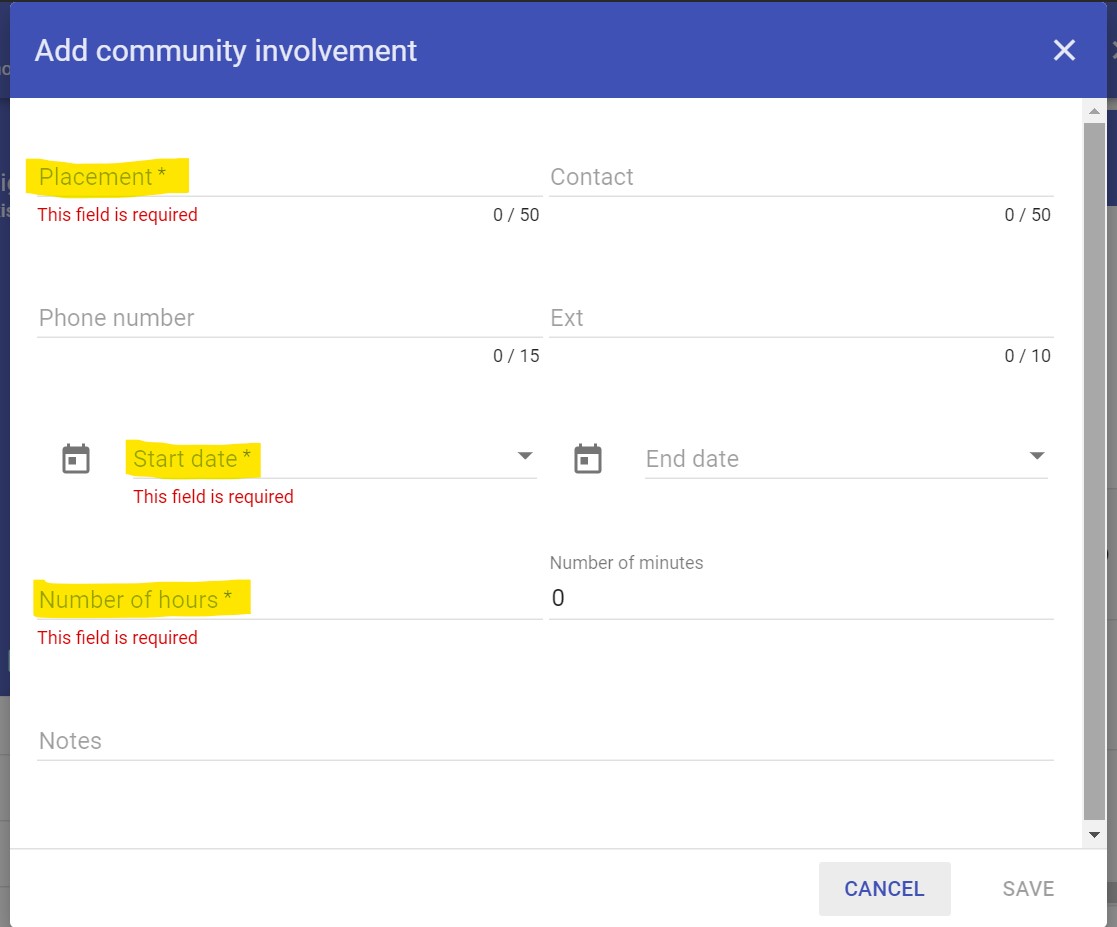 Add community involvement
Placement *
Contact
This field is required
0 / 50
0 / 50
Phone number
Ext
0 / 15
0 / 10
Start date *
End date
This field is required
Number of minutes
Number of hours *
0
This field is required
Notes
CANCEL
SAVE